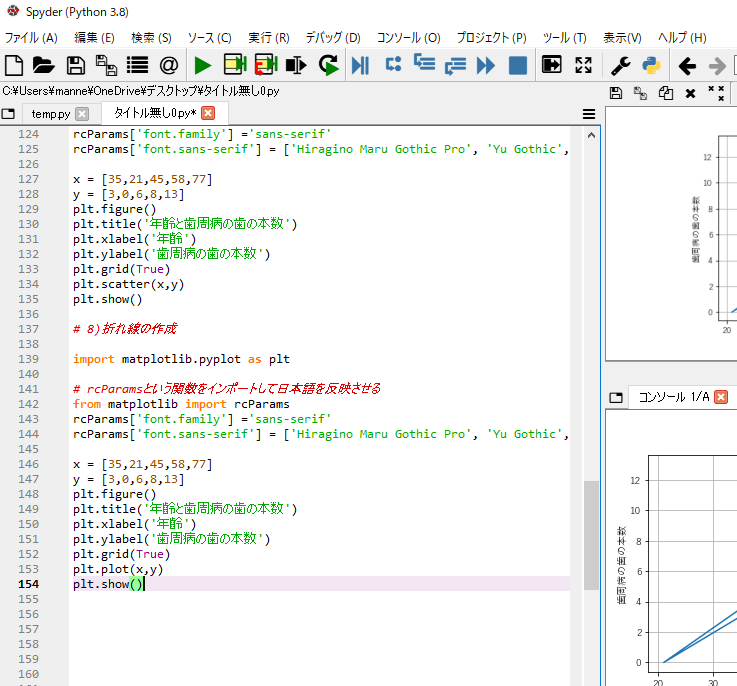 Spyder (Python 3.8)
ファイル (A) 編集 (E) 検索 (S) ソース (C) 実行 (R) デバッグ (D) コンソール (O) プロジェクト (P) ツール (T) 表示(V) ヘルプ (H)
C:¥Users¥manne¥OneDrive¥デスクトップ¥タイトル無し0.py
temp.py タイトル無し0.py*
124 rcParams['font.family'] ='sans-serif'
125 rcParams['font.sans-serif'] = ['Hiragino Maru Gothic Pro', 'Yu Gothic',
126
127 x = [35,21,45,58,77]
128 y = [3,0,6,8,13]
129 plt.figure()
130 plt.title('年齢と歯周病の歯の本数')
131 plt.xlabel('年齢')
132 plt.ylabel('歯周病の歯の本数')
133 plt.grid(True)
134 plt.scatter(x,y)
135 plt.show()
136
137 # 8)折れ線の作成
138
139 import matplotlib.pyplot as plt
140
141 # rcParamsという関数をインポートして日本語を反映させる
142 from matplotlib import rcParams
143 rcParams['font.family'] ='sans-serif'
144 rcParams['font.sans-serif'] = ['Hiragino Maru Gothic Pro', 'Yu Gothic',
145
146 x = [35,21,45,58,77]
147 y = [3,0,6,8,13]
148 plt.figure()
149 plt.title('年齢と歯周病の歯の本数')
150 plt.xlabel('年齢')
151 plt.ylabel('歯周病の歯の本数')
152 plt.grid(True)
153 plt.plot(x,y)
154 plt.show()
155
156
157
158
159
160
歯周病の歯の本数
12
10
8
6
4
2
0
20
コンソール 1/A
歯周病の歯の本数
12
10
8
6
4
2
0
20 30